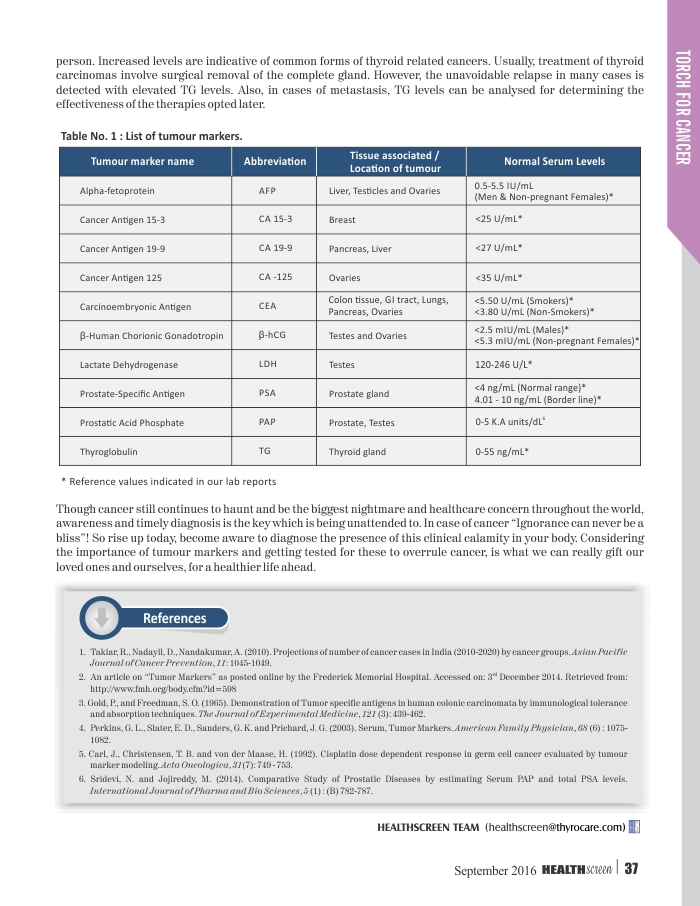 person. Increased levels are indicative of common forms of thyroid related cancers. Usually, treatment of thyroid
carcinomas involve surgical removal of the complete gland. However, the unavoidable relapse in many cases is
detected with elevated TG levels. Also, in cases of metastasis, TG levels can be analysed for determining the
effectiveness of the therapies opted later.
TORCH FOR CANCER
Table No. 1 : List of tumour markers.
Tumour marker name Abbreviation Tissue associated / Location of tumour Normal Serum Levels
Alpha-fetoprotein AFP Liver, Testicles and Ovaries 0.5-5.5 IU/mL
(Men & Non-pregnant Females)*
Cancer Antigen 15-3 CA 15-3 Breast <25 U/mL*
Cancer Antigen 19-9 CA 19-9 Pancreas, Liver <27 U/mL*
Cancer Antigen 125 CA -125 Ovaries <35 U/mL*
Carcinoembryonic Antigen CEA Colon tissue, GI tract, Lungs, Pancreas, Ovaries <5.50 U/mL (Smokers)*
<3.80 U/mL (Non-Smokers)*
β-Human Chorionic Gonadotropin β-hCG Testes and Ovaries <2.5 mIU/mL (Males)*
<5.3 mIU/mL (Non-pregnant Females)*
Lactate Dehydrogenase LDH Testes 120-246 U/L*
Prostate-Specific Antigen PSA Prostate gland <4 ng/mL (Normal range)*
4.01 - 10 ng/mL (Border line)*
Prostatic Acid Phosphate PAP Prostate, Testes 0-5 K.A units/dL
Thyroglobulin TG Thyroid gland 0-55 ng/mL*
* Reference values indicated in our lab reports
Though cancer still continues to haunt and be the biggest nightmare and healthcare concern throughout the world,
awareness and timely diagnosis is the key which is being unattended to. In case of cancer “Ignorance can never be a
bliss”! So rise up today, become aware to diagnose the presence of this clinical calamity in your body. Considering
the importance of tumour markers and getting tested for these to overrule cancer, is what we can really gift our
loved ones and ourselves, for a healthier life ahead.
References
1. Takiar, R., Nadayil, D., Nandakumar, A. (2010). Projections of number of cancer cases in India (2010-2020) by cancer groups. Asian Pacific
Journal of Cancer Prevention, 11: 1045-1049.
2. An article on “Tumor Markers” as posted online by the Frederick Memorial Hospital. Accessed on: 3rd December 2014. Retrieved from:
http://www.fmh.org/body.cfm?id=598
3. Gold, P., and Freedman, S. O. (1965). Demonstration of Tumor specific antigens in human colonic carcinomata by immunological tolerance
and absorption techniques. The Journal of Experimental Medicine, 121 (3): 439-462.
4. Perkins, G. L., Slater, E. D., Sanders, G. K. and Prichard, J. G. (2003). Serum, Tumor Markers. American Family Physician, 68 (6) : 1075-
1082.
5. Carl, J., Christensen, T. B. and von der Maase, H. (1992). Cisplatin dose dependent response in germ cell cancer evaluated by tumour
marker modeling. Acta Oncologica, 31(7): 749 - 753.
6. Sridevi, N. and Jojireddy, M. (2014). Comparative Study of Prostatic Diseases by estimating Serum PAP and total PSA levels.
International Journal of Pharma and Bio Sciences, 5 (1) : (B) 782-787.
HEALTHSCREEN TEAM (healthscreen@thyrocare.com)
September 2016 HEALTHscreen | 37